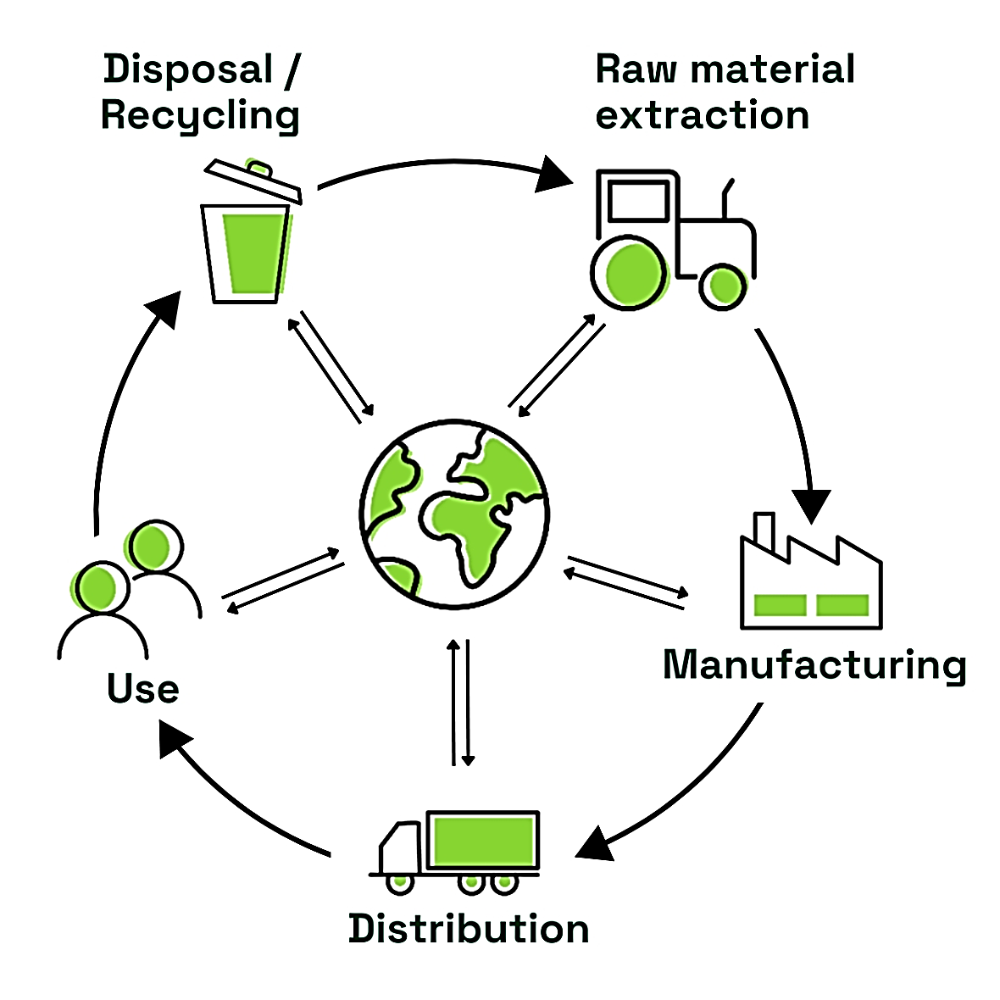 Disposal /
Recycling
Raw material
extraction
Manufacturing
Use
Distribution